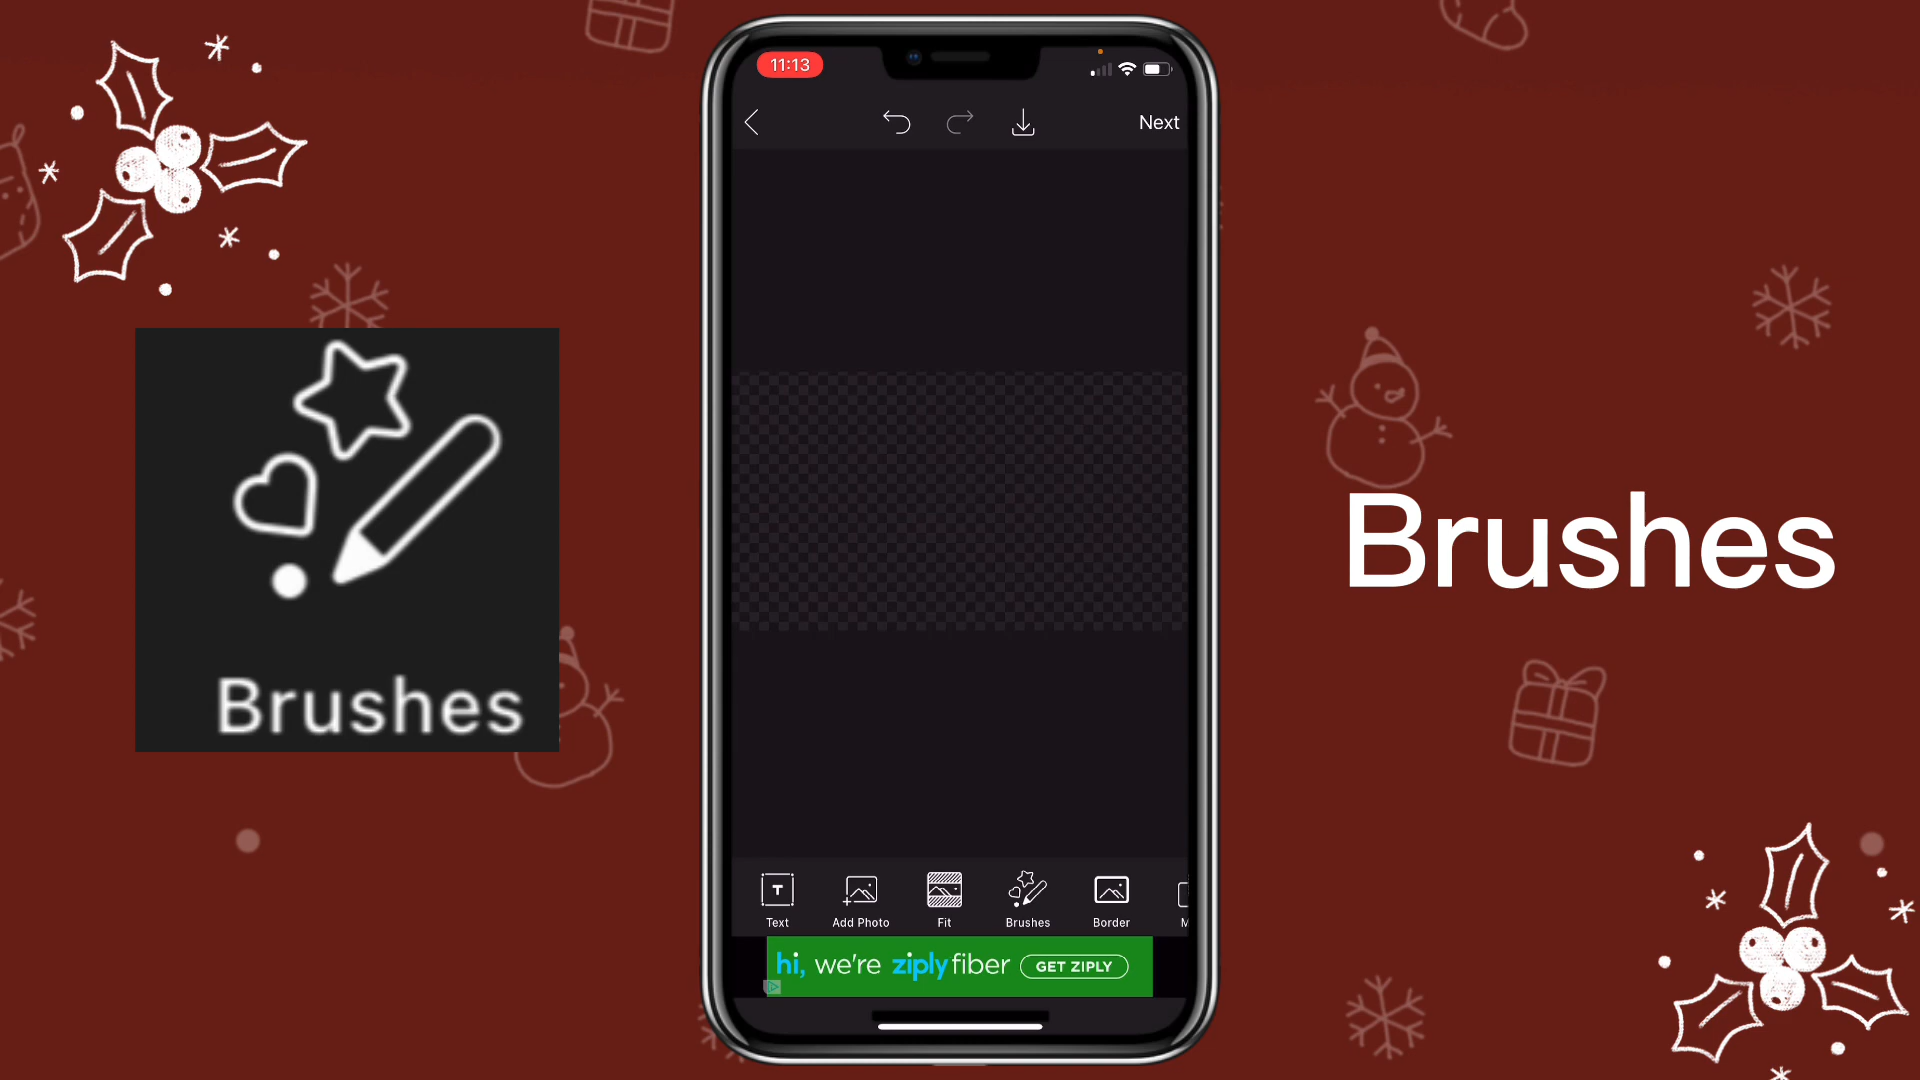 11:13
Next
Brushes
Brushes
Text
Add Photo
Fit
Brushes
Border
hi, we're ziply fiber
GET ZIPLY